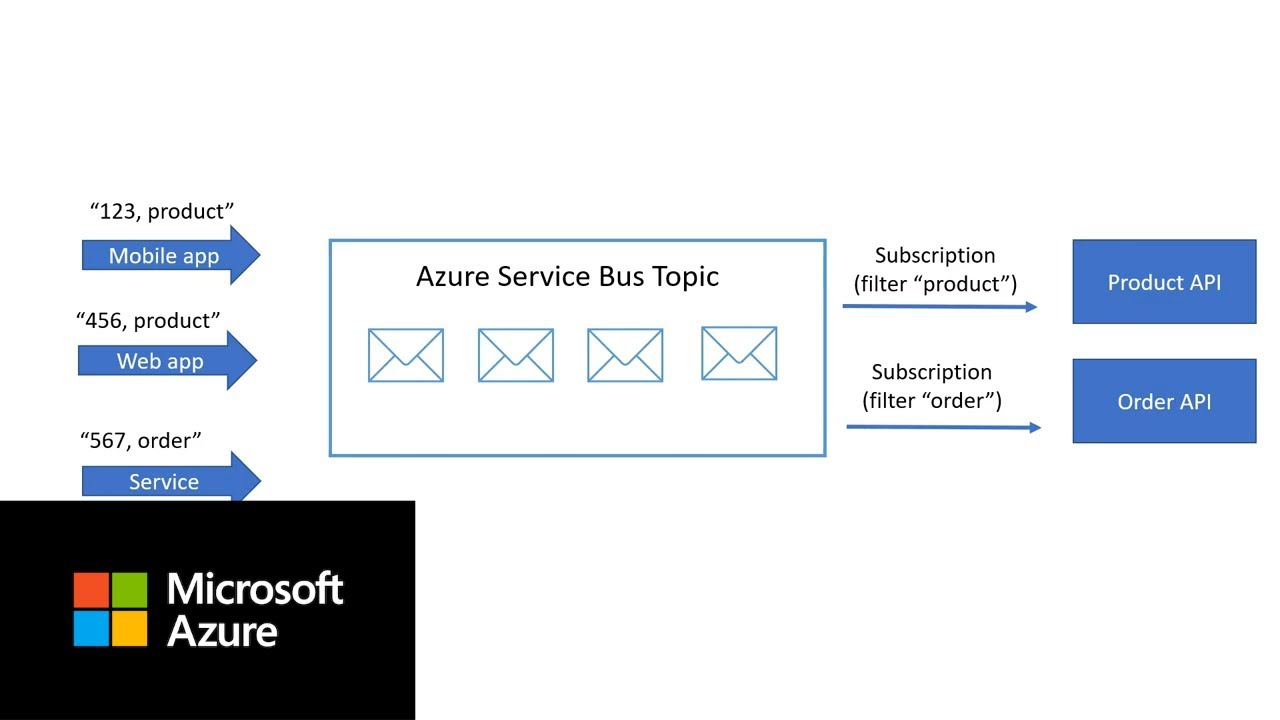 “123, product”
Mobile app
“456, product”
Web app
“567, order”
Service
Azure Service Bus Topic
Subscription
(filter “product”)
Subscription
(filter “order”)
Product API
Order API
Microsoft
Azure